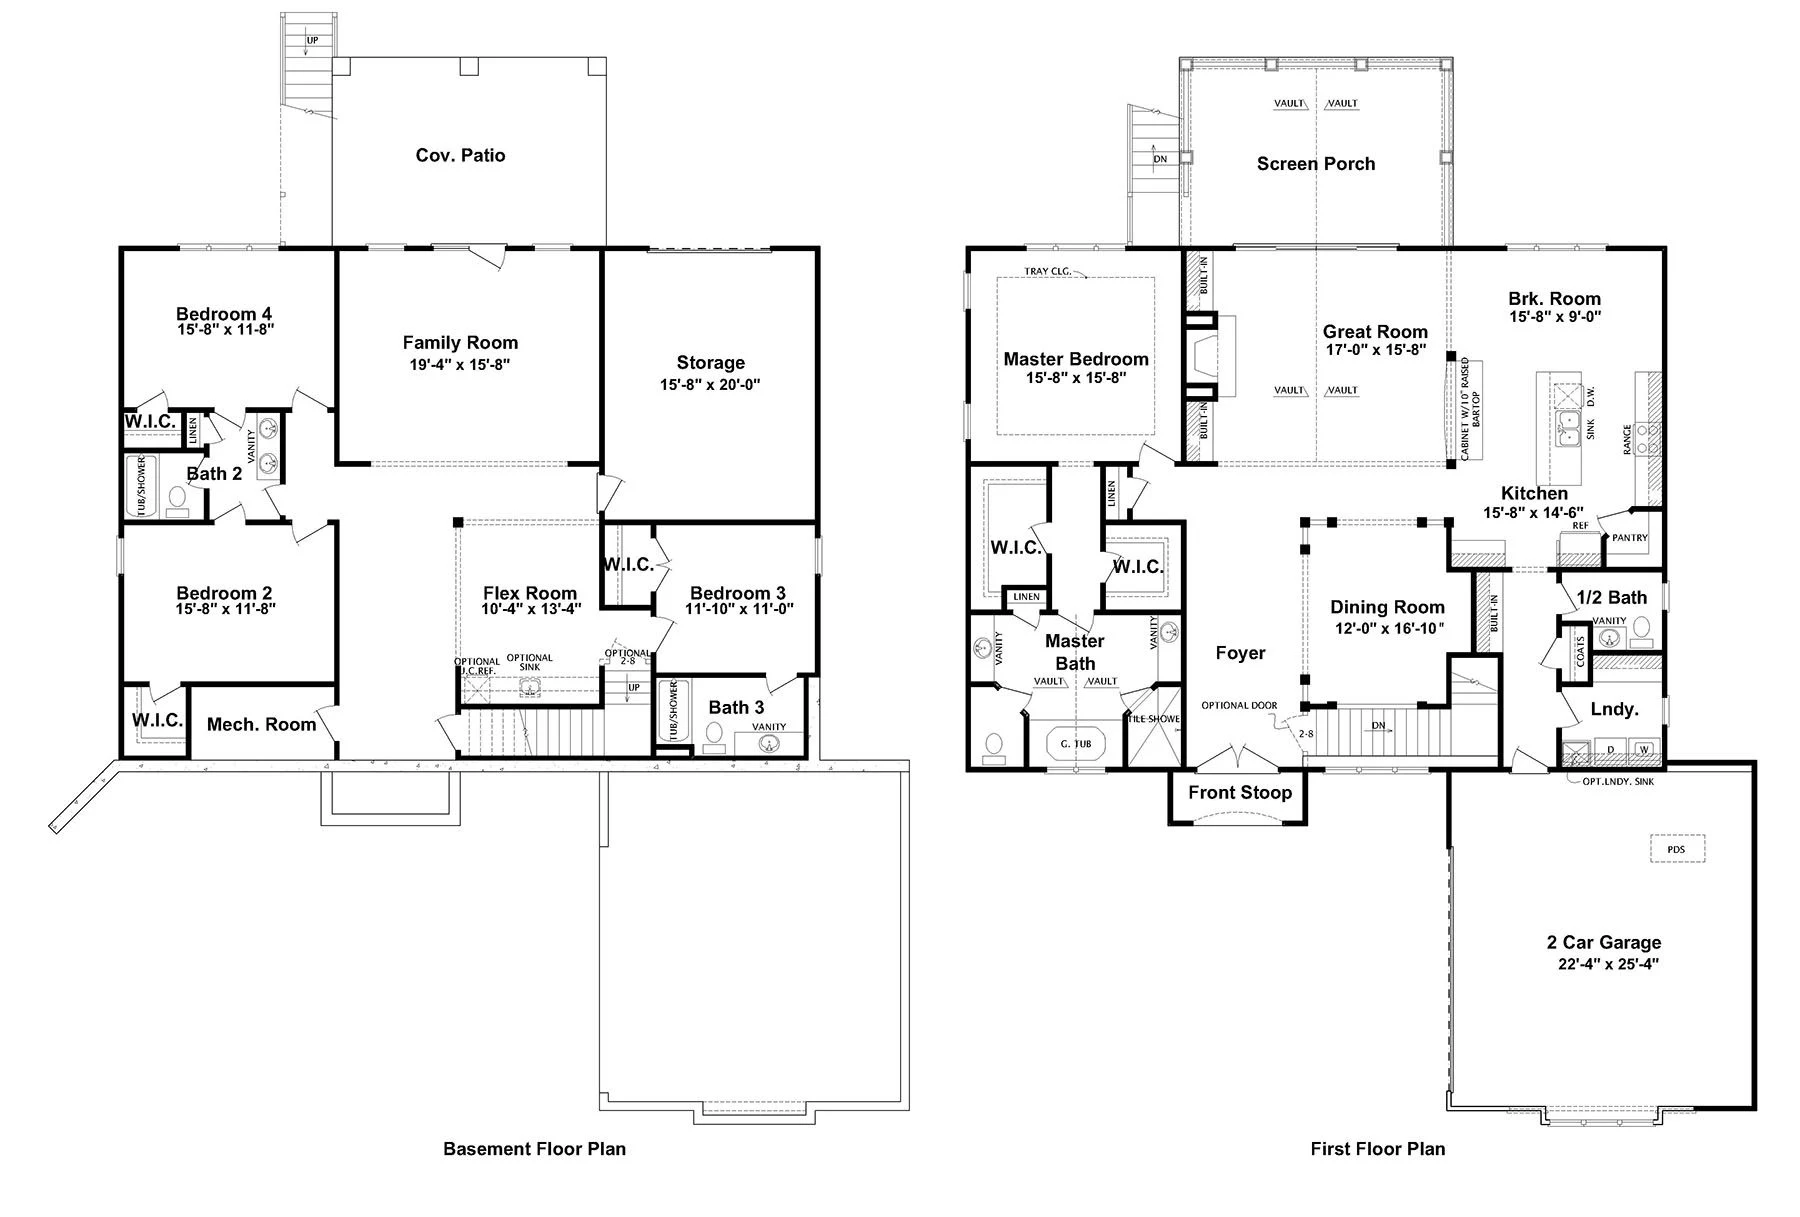 UP
Cov. Patio
Bedroom 4
15'-8" x 11'-8"
Family Room
19'-4" x 15'-8"
Storage
15'-8" x 20'-0"
W.I.C.
LINEN
VANITY
TUB/SHOWER
Bath 2
Bedroom 2
15'-8" x 11'-8"
Flex Room
10'-4" x 13'-4"
W.I.C.
Bedroom 3
11'-10" x 11'-0"
OPTIONAL
U.C.REF.
OPTIONAL
SINK
OPTIONAL
2-8
UP
W.I.C.
Mech. Room
TUB/SHOWER
Bath 3
VANITY
Basement Floor Plan
VAULT
VAULT
DN
Screen Porch
TRAY CLG.
BUILT-IN
Master Bedroom
15'-8" x 15'-8"
Great Room
17'-0" x 15'-8"
VAULT
VAULT
BUILT-IN
CABINET W/10" RAISED
BARTOP
Brk. Room
15'-8" x 9'-0"
D.W.
SINK
RANGE
Kitchen
15'-8" x 14'-6"
REF
PANTRY
LINEN
W.I.C.
W.I.C.
LINEN
VANITY
Master
Bath
VANITY
VAULT
VAULT
TILE SHOWE
G. TUB
Foyer
OPTIONAL DOOR
2-8
Dining Room
12'-0" x 16'-10"
DN
BUILT-IN
1/2 Bath
VANITY
COATS
Lndy.
D
W
OPT.LNDY. SINK
Front Stoop
PDS
2 Car Garage
22'-4" x 25'-4"
First Floor Plan